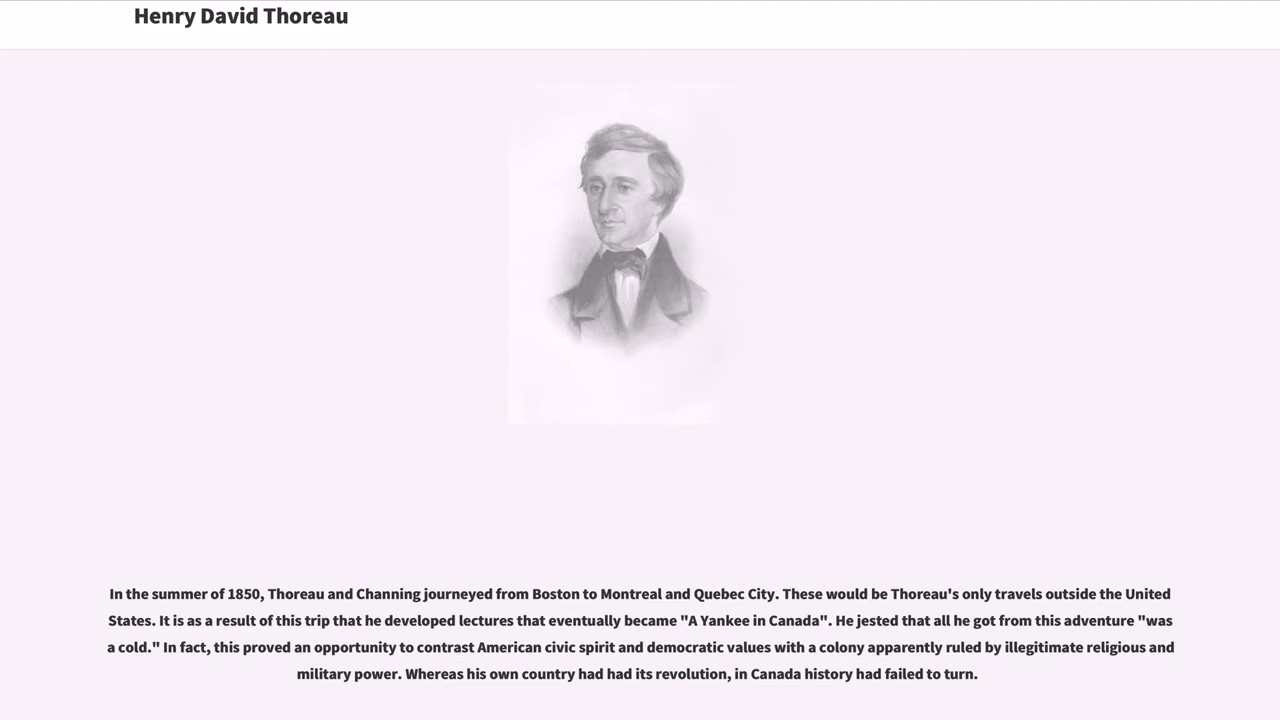 Henry David Thoreau
In the summer of 1850, Thoreau and Channing journeyed from Boston to Montreal and Quebec City. These would be Thoreau's only travels outside the United
States. It is as a result of this trip that he developed lectures that eventually became "A Yankee in Canada". He jested that all he got from this adventure "was
a cold." In fact, this proved an opportunity to contrast American civic spirit and democratic values with a colony apparently ruled by illegitimate religious and
military power. Whereas his own country had had its revolution, in Canada history had failed to turn.